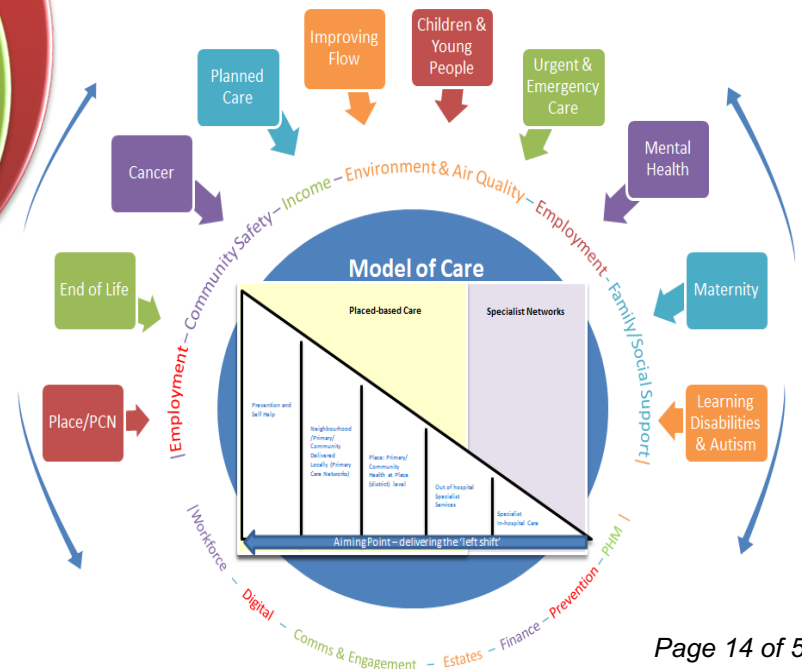 Improving
Flow
Children &
Young
People
Planned
Care
Urgent &
Emergency
Care
Cancer
Mental
Health
End of Life
Maternity
Place/PCN
Learning
Disabilities
& Autism
|Employment – Community Safety – Income – Environment & Air Quality – Employment – Family/Social Support|
Model of Care
Placed-based Care
Specialist Networks
Prevention and
Self Help
Neighbourhood
/Primary/
Community
Delivered
Locally (Primary
Care Networks)
Place: Primary/
Community
Health at Place
(district) level
Out of hospital
Specialist
Services
Specialist
In-hospital Care
Aiming Point – delivering the 'left shift'
|Workforce – Digital – Comms & Engagement – Estates – Finance – Prevention – PHM |
Page 14 of 5